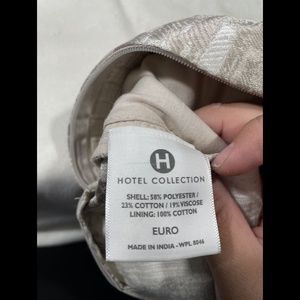 H
HOTEL COLLECTION
SHELL: 58% POLYESTER /
23% COTTON / 19% VISCOSE
LINING: 100% COTTON
EURO
MADE IN INDIA - WPL 8046